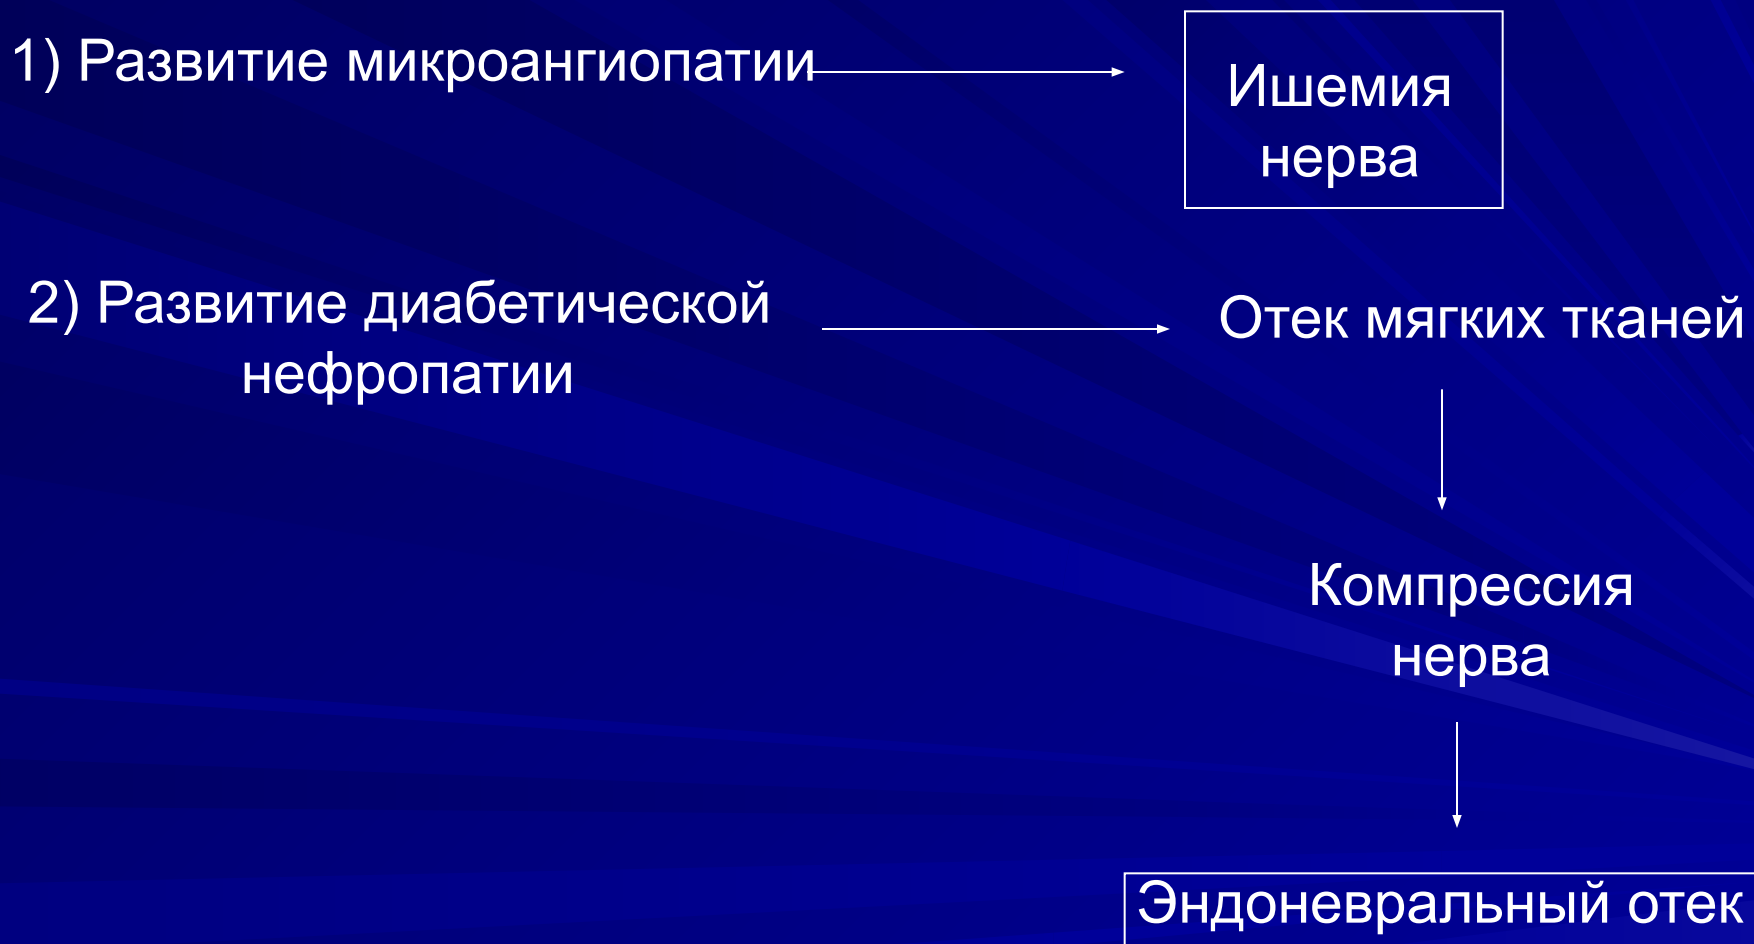 1) Развитие микроангиопатии
Ишемия
нерва
2) Развитие диабетической
нефропатии
Отек мягких тканей
Компрессия
нерва
Эндоневральный отек